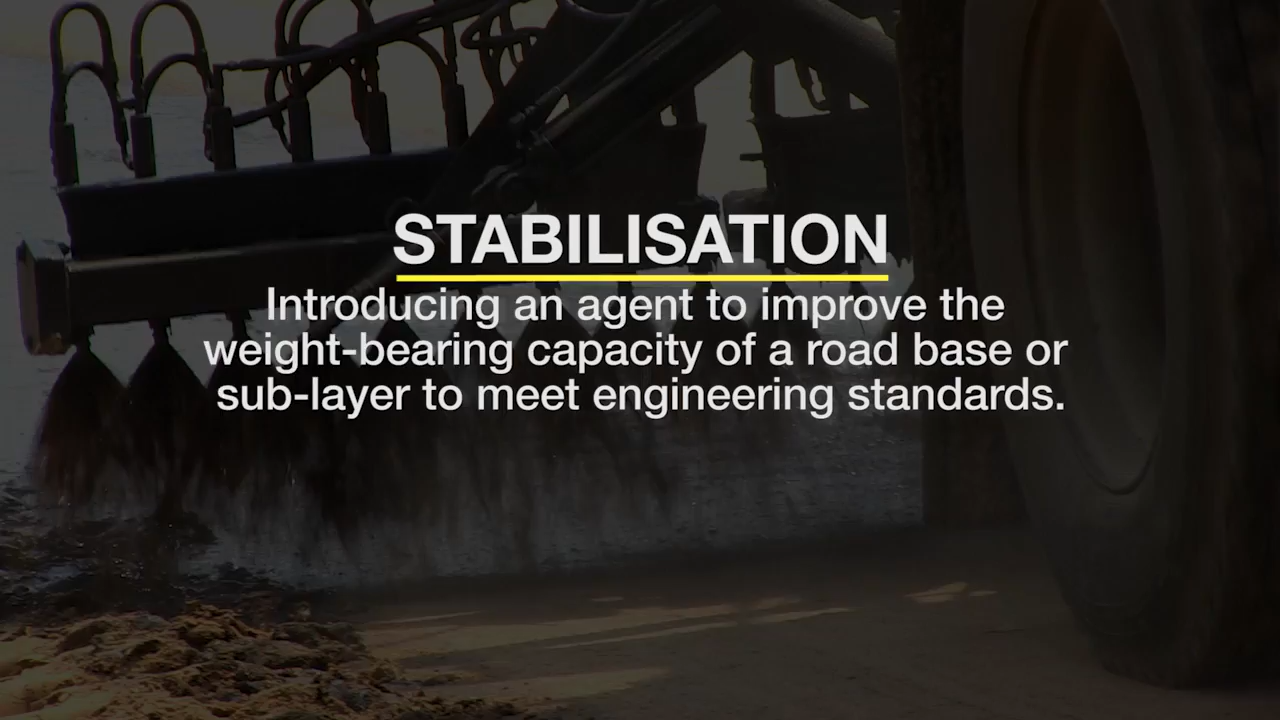 STABILISATION
Introducing an agent to improve the
weight-bearing capacity of a road base or
sub-layer to meet engineering standards.